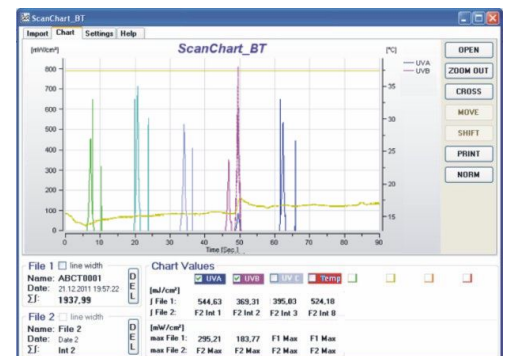 ScanChart_BT
Import Chart Settings Help
[mW/cm²] ScanChart_BT [°C]
UVA
UVB
800
700
600
500
400
300
200
100
0
35
30
25
20
15
0 10 20 30 40 50 60 70 80 90
Time [Sec.]
OPEN
ZOOM OUT
CROSS
MOVE
SHIFT
PRINT
NORM
File 1 line width
Name: ABCT0001
Date: 21.12.2011 19:57:22
∑∫: 1937,99
DEL
File 2 line width
Name: File 2
Date: Date 2
∑∫: Int 2
DEL
Chart Values
UVA UVB UV C Temp
[mJ/cm²]
∫ File 1: 544,63 369,31 395,03 524,18
∫ File 2: F2 Int 1 F2 Int 2 F2 Int 3 F2 Int 8
[mW/cm²]
max File 1: 295,21 183,77 F1 Max F1 Max
max File 2: F2 Max F2 Max F2 Max F2 Max